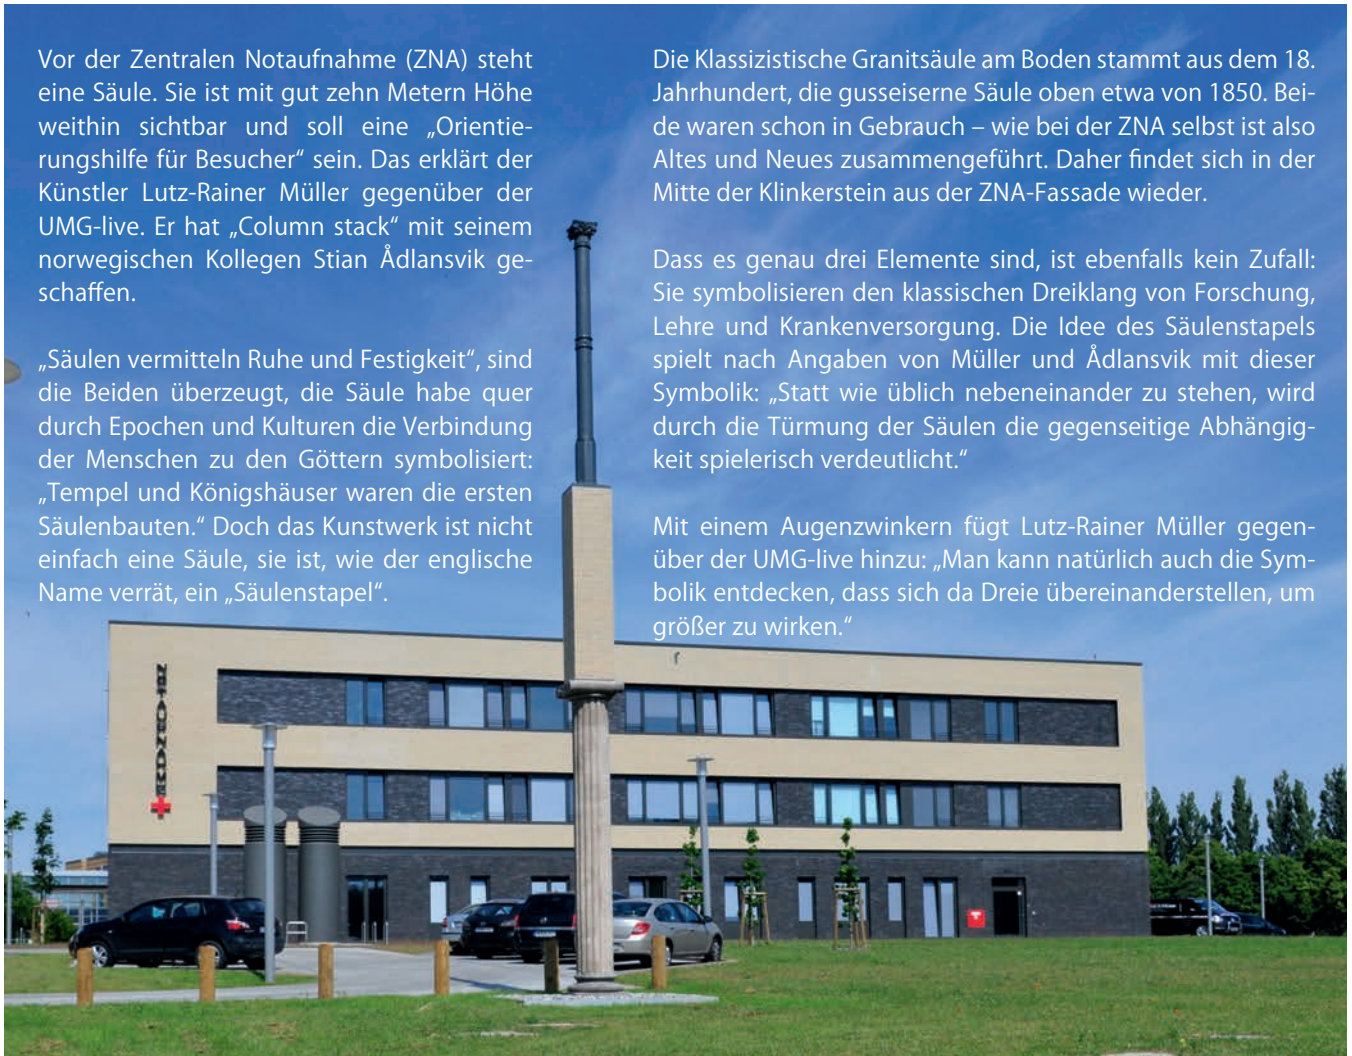 Vor der Zentralen Notaufnahme (ZNA) steht
eine Säule. Sie ist mit gut zehn Metern Höhe
weithin sichtbar und soll eine „Orientie-
rungshilfe für Besucher“ sein. Das erklärt der
Künstler Lutz-Rainer Müller gegenüber der
UMG-live. Er hat „Column stack“ mit seinem
norwegischen Kollegen Stian Ådlansvik ge-
schaffen.
„Säulen vermitteln Ruhe und Festigkeit“, sind
die Beiden überzeugt, die Säule habe quer
durch Epochen und Kulturen die Verbindung
der Menschen zu den Göttern symbolisiert:
„Tempel und Königshäuser waren die ersten
Säulenbauten.“ Doch das Kunstwerk ist nicht
einfach eine Säule, sie ist, wie der englische
Name verrät, ein „Säulenstapel“.
Die Klassizistische Granitsäule am Boden stammt aus dem 18.
Jahrhundert, die gusseiserne Säule oben etwa von 1850. Bei-
de waren schon in Gebrauch – wie bei der ZNA selbst ist also
Altes und Neues zusammengeführt. Daher findet sich in der
Mitte der Klinkerstein aus der ZNA-Fassade wieder.
Dass es genau drei Elemente sind, ist ebenfalls kein Zufall:
Sie symbolisieren den klassischen Dreiklang von Forschung,
Lehre und Krankenversorgung. Die Idee des Säulenstapels
spielt nach Angaben von Müller und Ådlansvik mit dieser
Symbolik: „Statt wie üblich nebeneinander zu stehen, wird
durch die Türmung der Säulen die gegenseitige Abhängig-
keit spielerisch verdeutlicht.“
Mit einem Augenzwinkern fügt Lutz-Rainer Müller gegen-
über der UMG-live hinzu: „Man kann natürlich auch die Sym-
bolik entdecken, dass sich da Dreie übereinanderstellen, um
größer zu wirken.“
NOTAUFNAHME